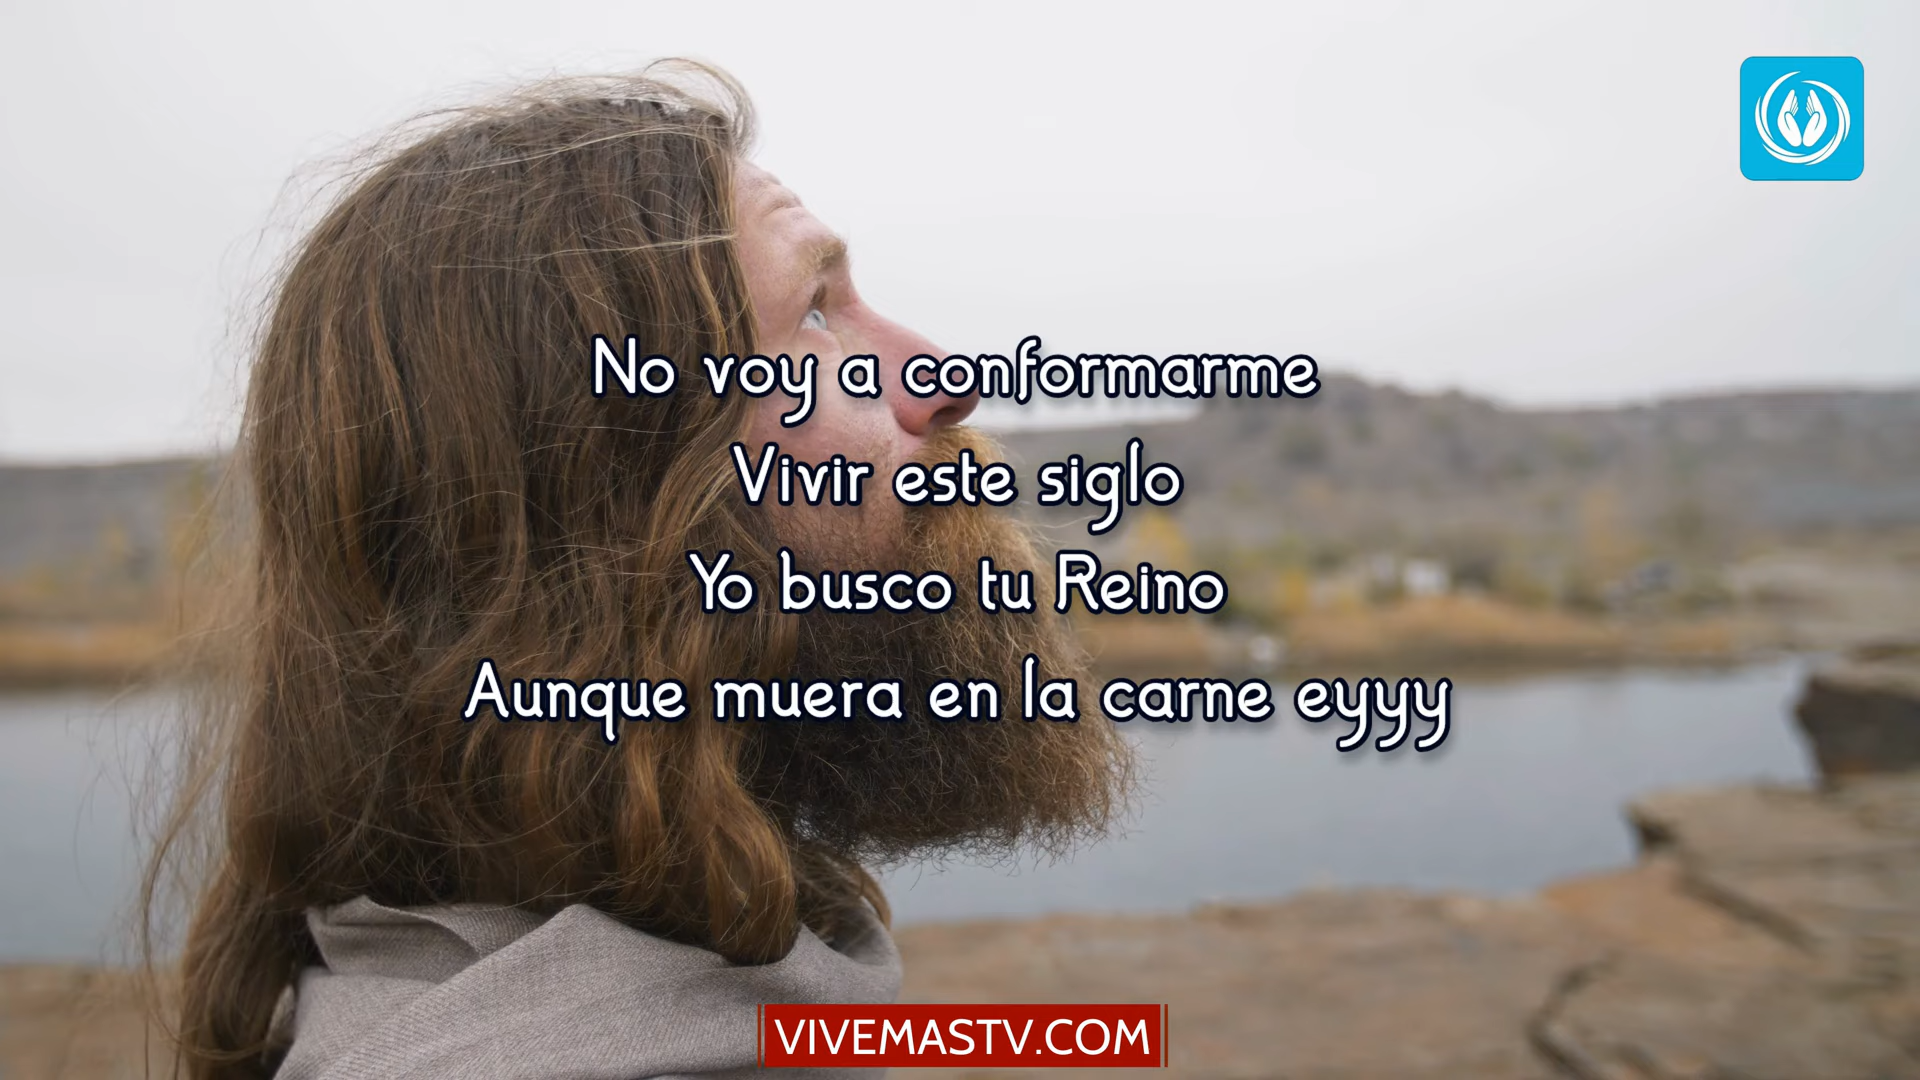 No voy a conformarme
Vivir este siglo
Yo busco tu Reino
Aunque muera en la carne eyyy
VIVEMASTV.COM